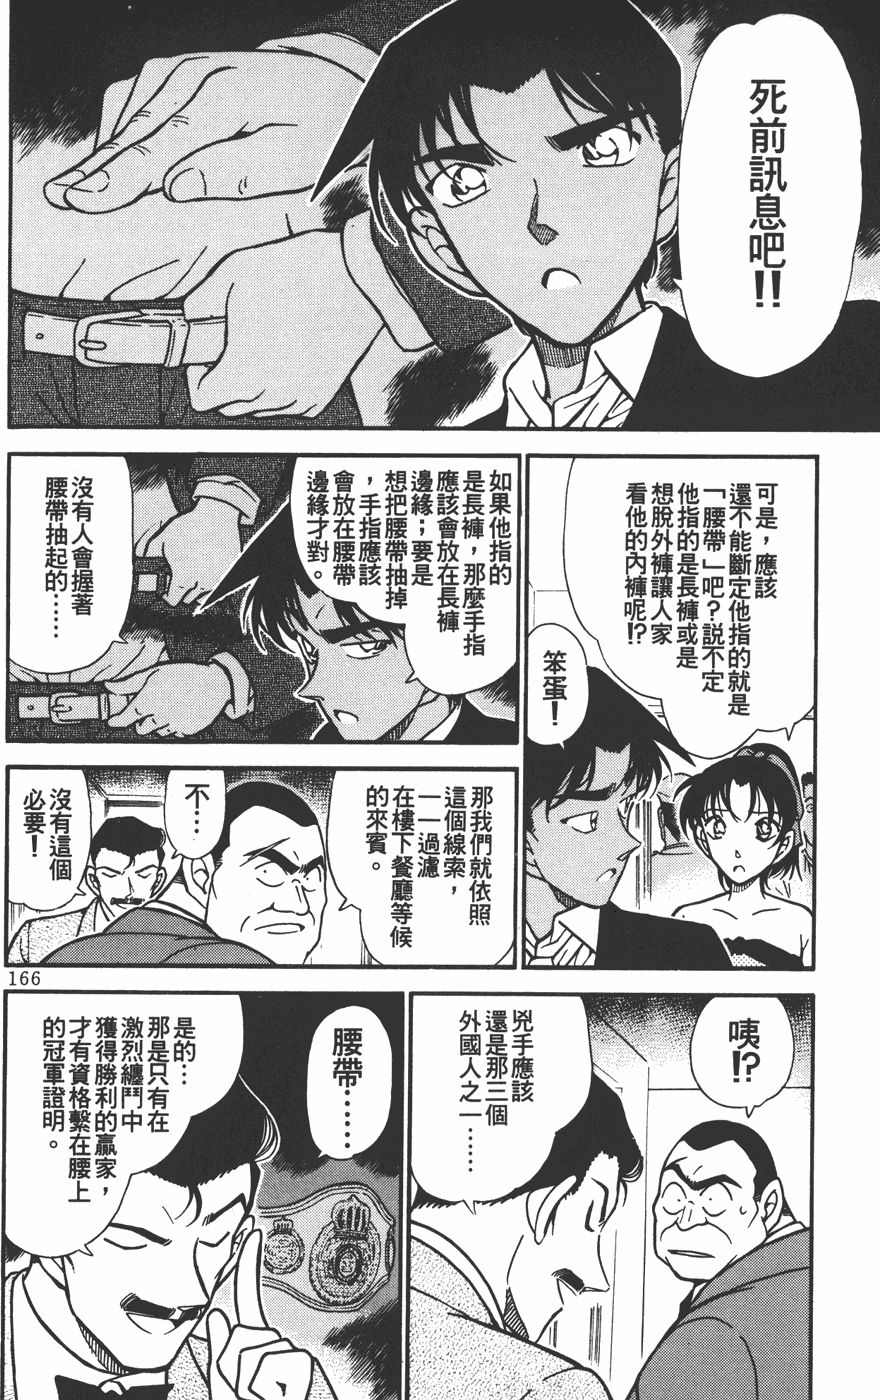 死前訊息吧!!
可是，應該
還不能斷定他指的就是
「腰帶」吧？説不定
他指的是長褲或是
想脫外褲讓人家
看他的內褲呢!?
笨蛋！
如果他指的
是長褲，那麼手指
應該會放在長褲
邊緣；要是
想把腰帶抽掉
，手指應該
會放在腰帶
邊緣才對。
沒有人會握著
腰帶抽起的……
那我們就依照
這個線索，
一一過濾
在樓下餐廳等候
的來賓。
不…
沒有這個
必要！
166
咦!?
兇手應該
還是那三個
外國人之一……
腰帶……
是的…
那是只有在
激烈纏鬥中
獲得勝利的贏家，
才有資格繫在腰上
的冠軍證明。